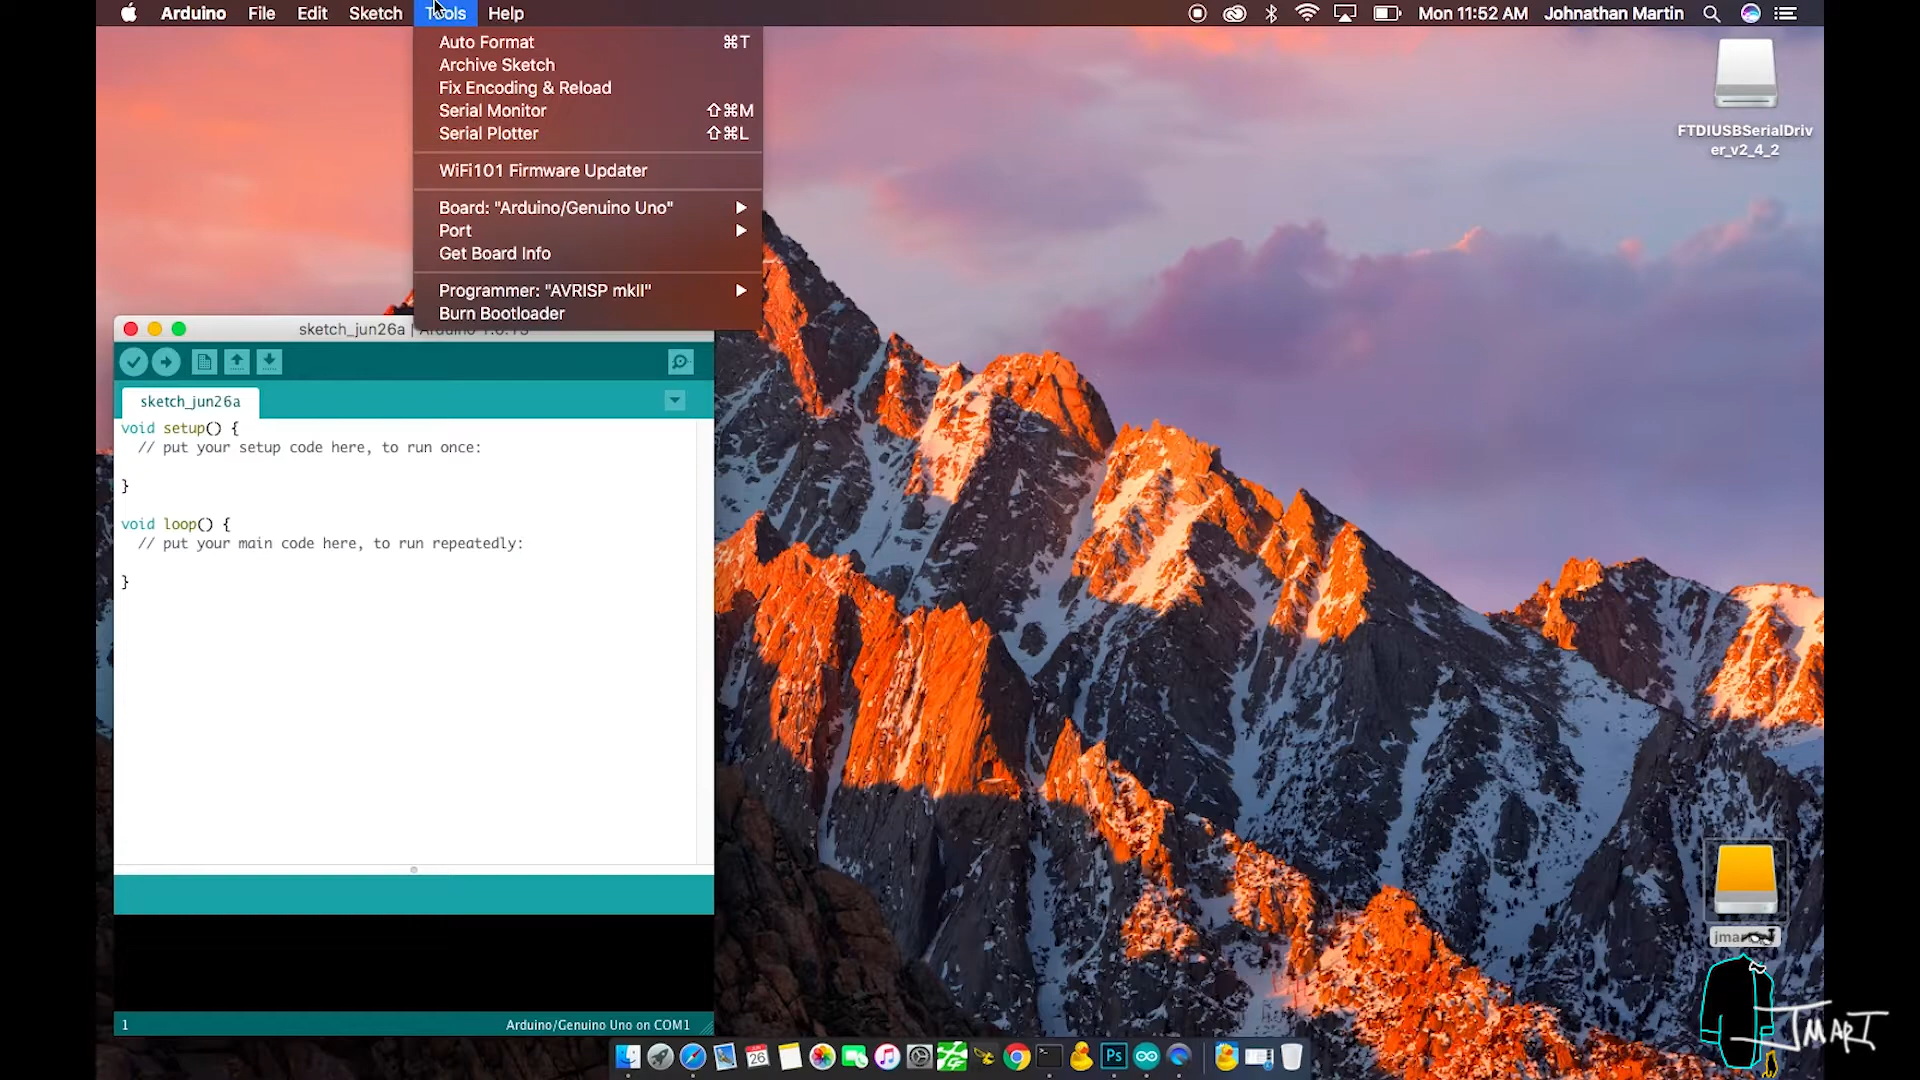 Arduino File Edit Sketch Tools Help
Mon 11:52 AM Johnathan Martin
Auto Format ⌘T
Archive Sketch
Fix Encoding & Reload
Serial Monitor ⇧⌘M
Serial Plotter ⇧⌘L
WiFi101 Firmware Updater
Board: "Arduino/Genuino Uno"
Port
Get Board Info
Programmer: "AVRISP mkII"
Burn Bootloader
FTDIUSBSerialDriv
er_v2_4_2
sketch_jun26a |
sketch_jun26a
void setup() {
// put your setup code here, to run once:
}
void loop() {
// put your main code here, to run repeatedly:
}
1 Arduino/Genuino Uno on COM1
26
Ps
JMART